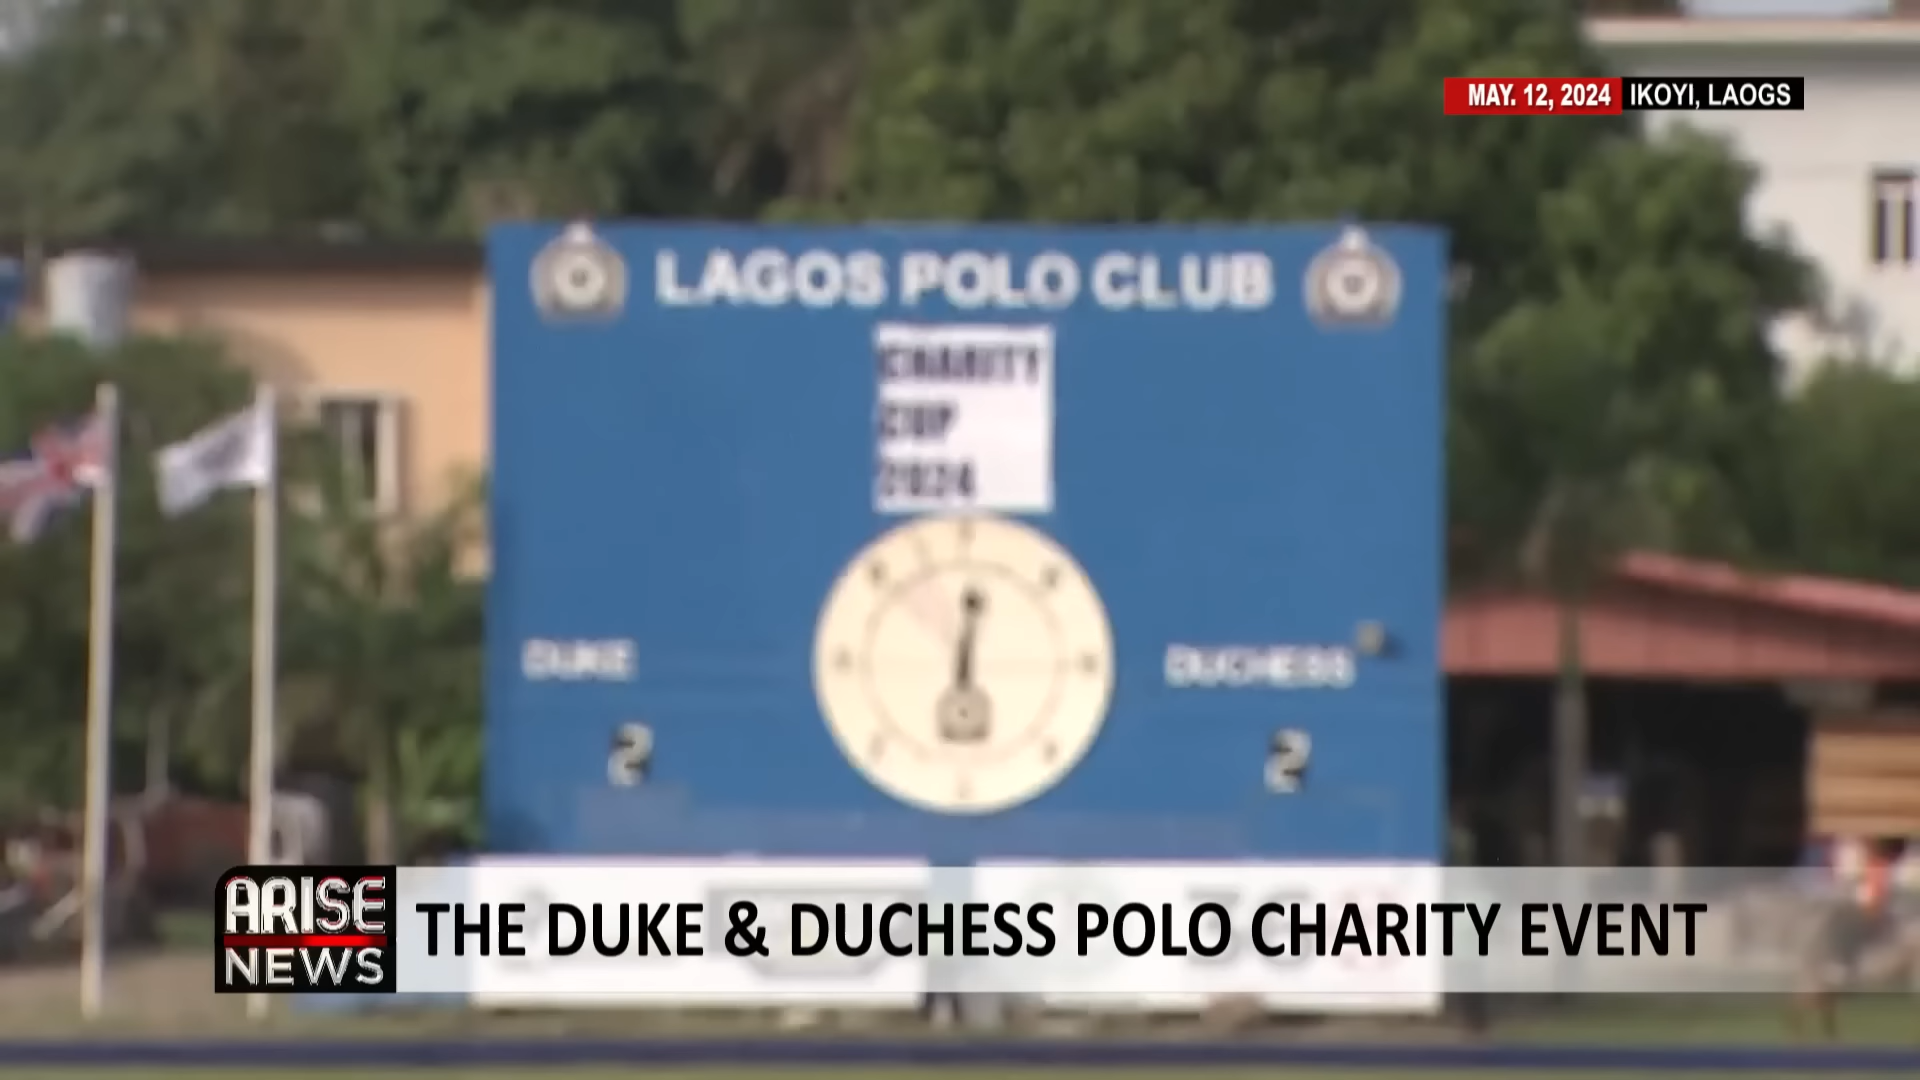 MAY. 12, 2024 IKOYI, LAOGS
LAGOS POLO CLUB
CHARITY
CUP
2024
DUKE
DUCHESS
2
2
ARISE
NEWS
THE DUKE & DUCHESS POLO CHARITY EVENT